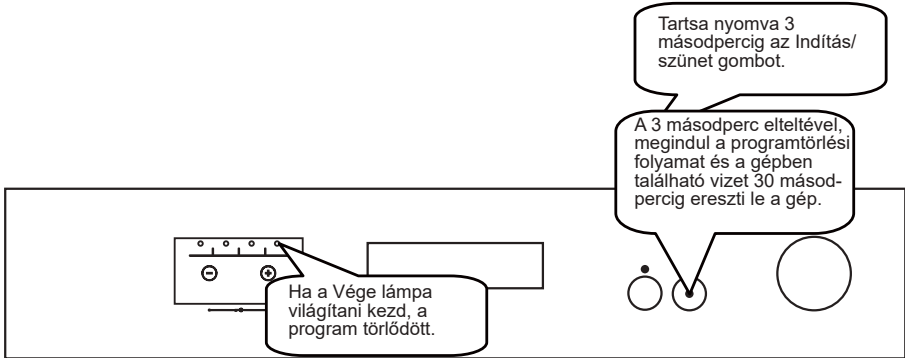 Tartsa nyomva 3
másodpercig az Indítás/
szünet gombot.
A 3 másodperc elteltével,
megindul a programtörlési
folyamat és a gépben
található vizet 30 másod-
percig ereszti le a gép.
Ha a Vége lámpa
világítani kezd, a
program törlődött.